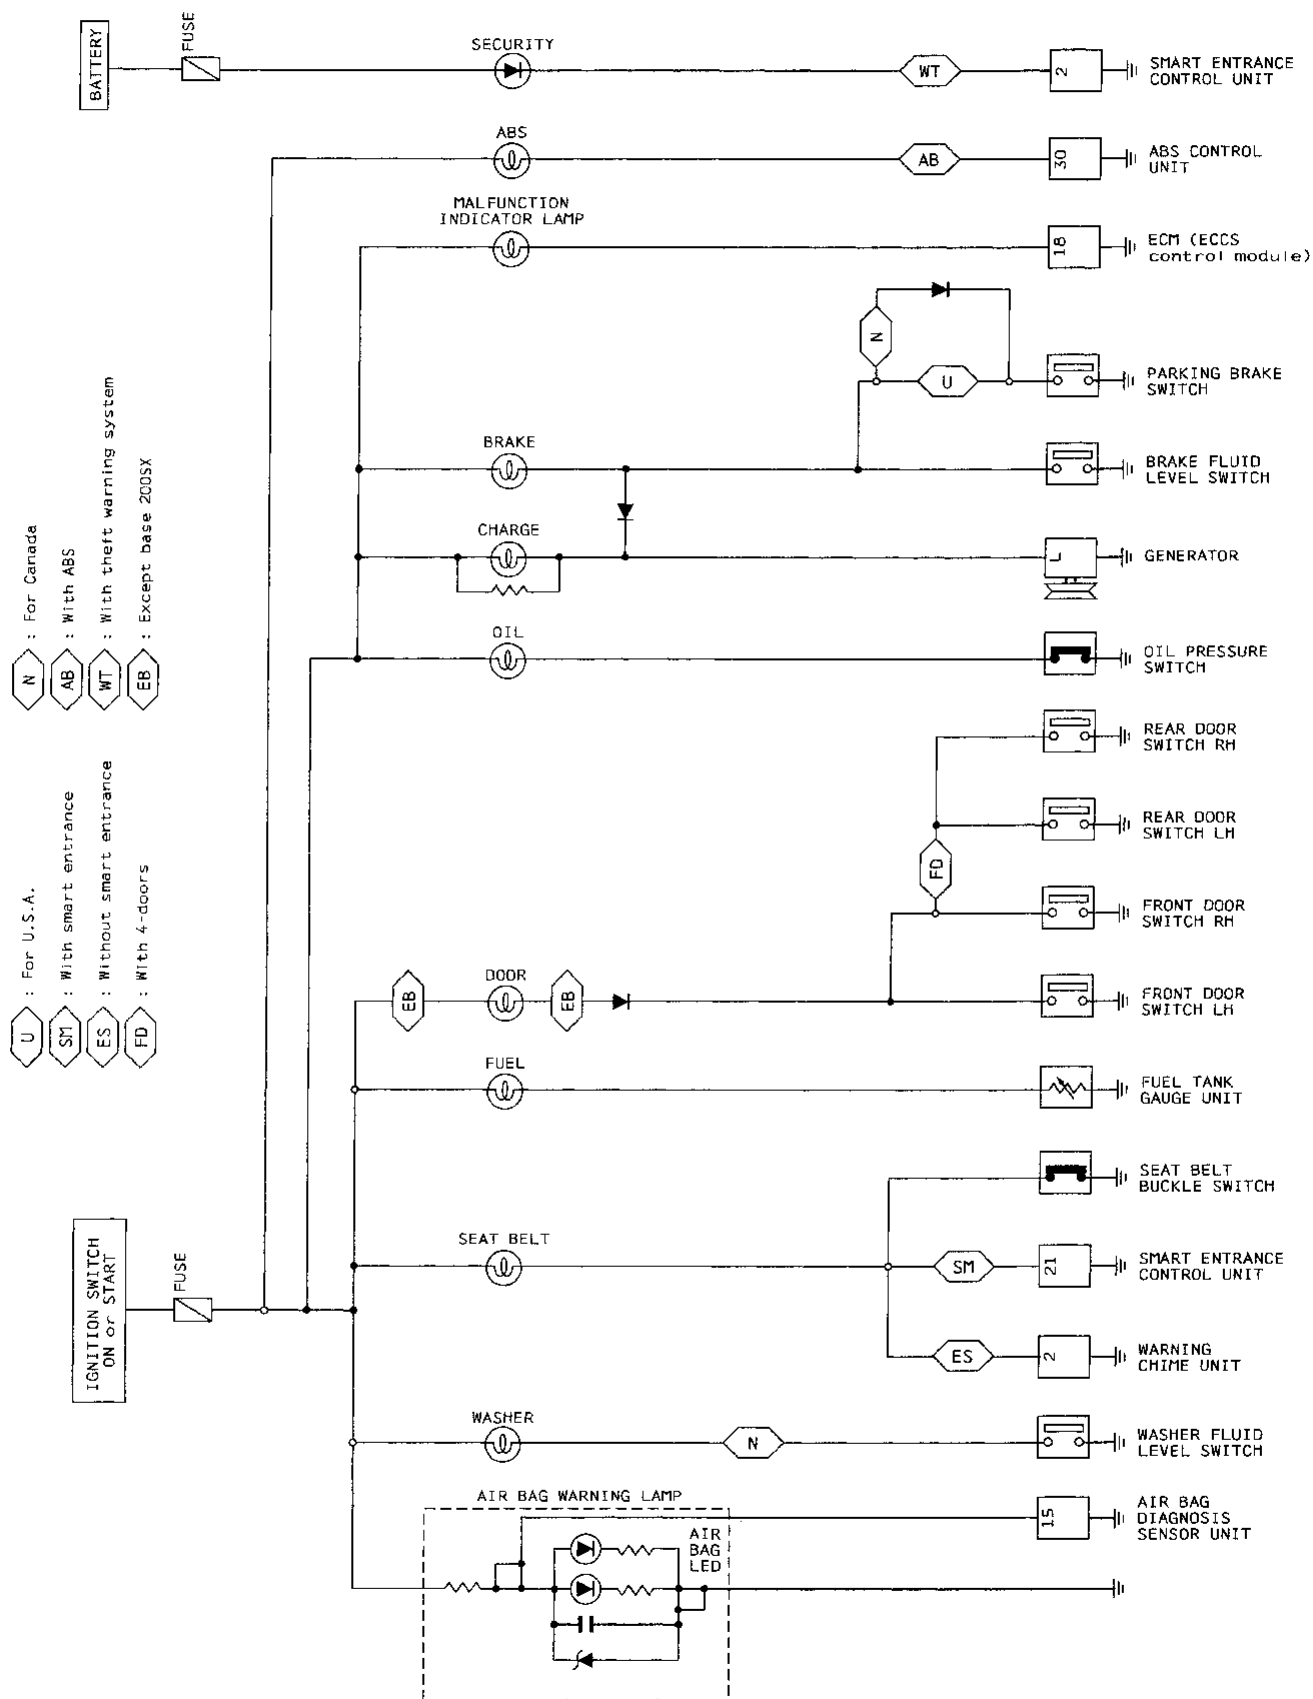 BATTERY
FUSE
SECURITY
WT
2
SMART ENTRANCE
CONTROL UNIT
ABS
AB
30
ABS CONTROL
UNIT
MALFUNCTION
INDICATOR LAMP
18
ECM (ECCS
control module)
N
U
PARKING BRAKE
SWITCH
BRAKE
BRAKE FLUID
LEVEL SWITCH
CHARGE
L
GENERATOR
OIL
OIL PRESSURE
SWITCH
N : For Canada
AB : With ABS
WT : With theft warning system
EB : Except base 200SX
U : For U.S.A.
SM : With smart entrance
ES : Without smart entrance
FD : With 4-doors
REAR DOOR
SWITCH RH
REAR DOOR
SWITCH LH
FD
FRONT DOOR
SWITCH RH
EB
DOOR
EB
FRONT DOOR
SWITCH LH
FUEL
FUEL TANK
GAUGE UNIT
SEAT BELT
BUCKLE SWITCH
IGNITION SWITCH
ON or START
FUSE
SEAT BELT
SM
21
SMART ENTRANCE
CONTROL UNIT
ES
2
WARNING
CHIME UNIT
WASHER
N
WASHER FLUID
LEVEL SWITCH
AIR BAG WARNING LAMP
AIR
BAG
LED
15
AIR BAG
DIAGNOSIS
SENSOR UNIT